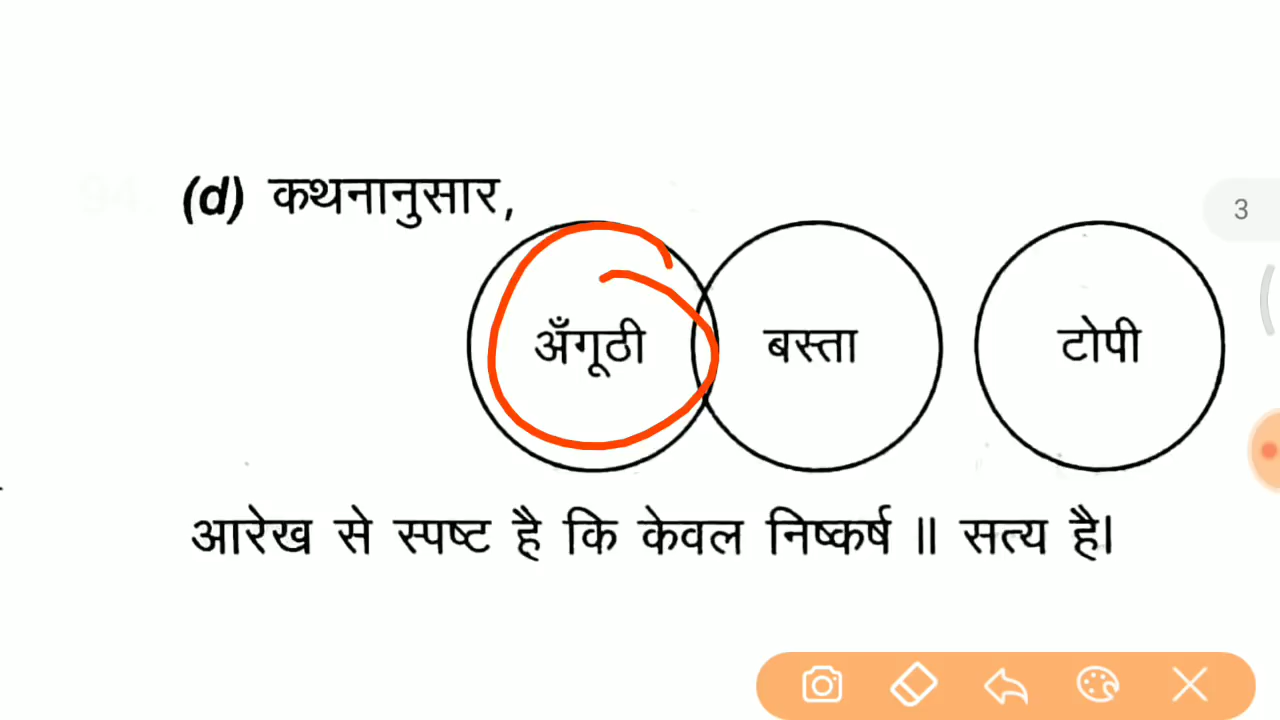 (d) कथनानुसार,
अँगूठी बस्ता टोपी
आरेख से स्पष्ट है कि केवल निष्कर्ष II सत्य है।
3